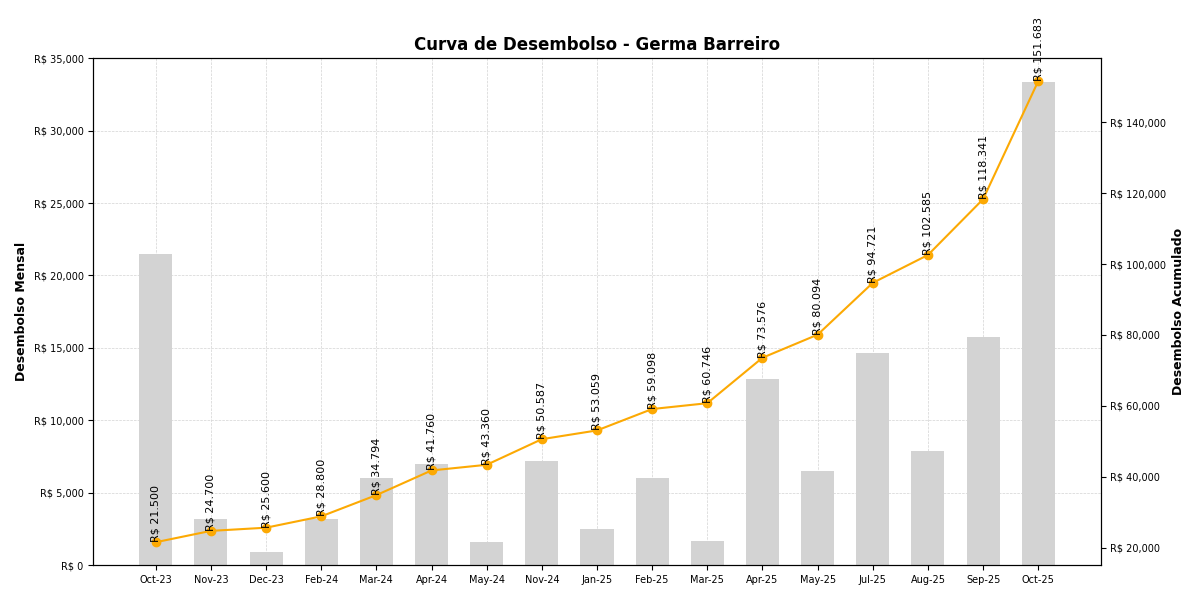 Curva de Desembolso - Germa Barreiro
Desembolso Mensal
R$ 35,000
R$ 30,000
R$ 25,000
R$ 20,000
R$ 15,000
R$ 10,000
R$ 5,000
R$ 0
R$ 21.500
R$ 24.700
R$ 25.600
R$ 28.800
R$ 34.794
R$ 41.760
R$ 43.360
R$ 50.587
R$ 53.059
R$ 59.098
R$ 60.746
R$ 73.576
R$ 80.094
R$ 94.721
R$ 102.585
R$ 118.341
R$ 151.683
R$ 140,000
R$ 120,000
R$ 100,000
R$ 80,000
R$ 60,000
R$ 40,000
R$ 20,000
Desembolso Acumulado
Oct-23
Nov-23
Dec-23
Feb-24
Mar-24
Apr-24
May-24
Nov-24
Jan-25
Feb-25
Mar-25
Apr-25
May-25
Jul-25
Aug-25
Sep-25
Oct-25